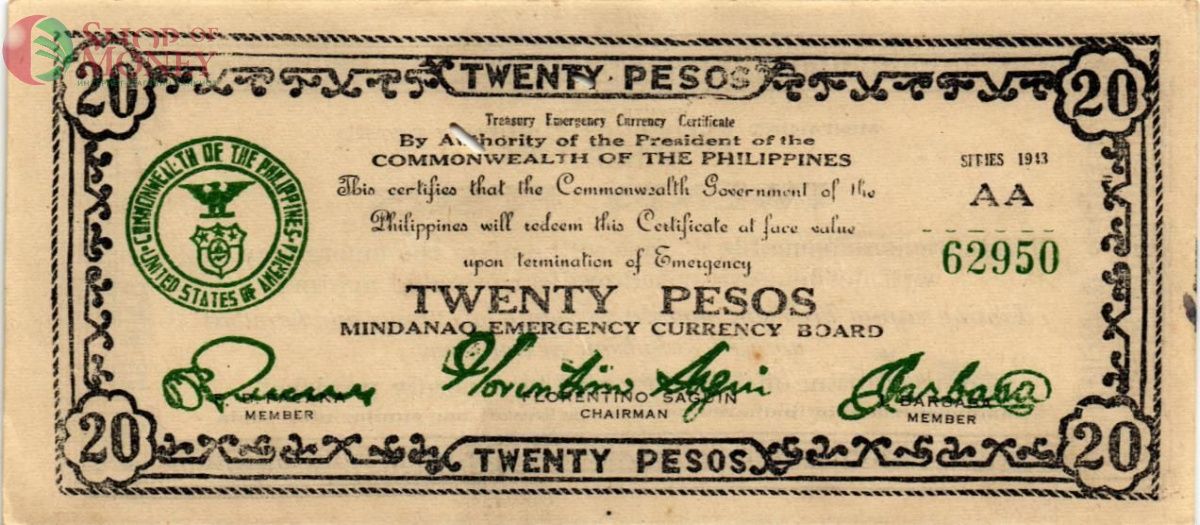 SHOP OF
MONEY
TWENTY PESOS
20
20
Treasury Emergency Currency Certificate
By Authority of the President of the
COMMONWEALTH OF THE PHILIPPINES
SERIES 1943
This certifies that the Commonwealth Government of the
AA
Philippines will redeem this Certificate at face value
62950
upon termination of Emergency
COMMONWEALTH OF THE PHILIPPINES
UNITED STATES OF AMERICA
TWENTY PESOS
MINDANAO EMERGENCY CURRENCY BOARD
Florentino Saguin
FLORENTINO SAGUIN
BARBASA
MEMBER
CHAIRMAN
MEMBER
20
20
TWENTY PESOS